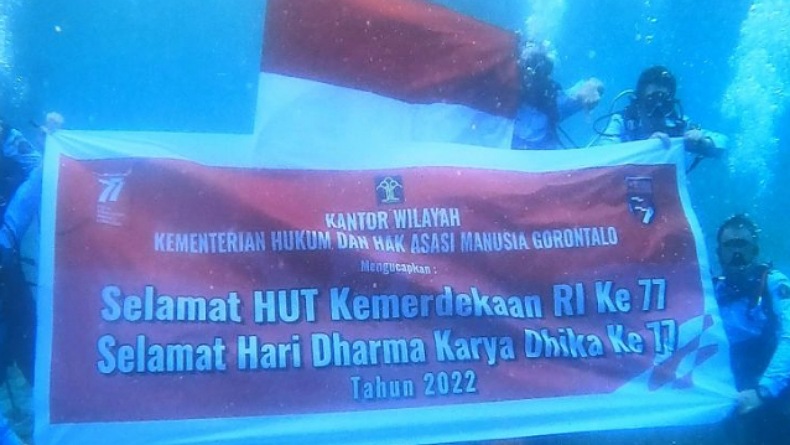 77
KANTOR WILAYAH
KEMENTERIAN HUKUM DAN HAK ASASI MANUSIA GORONTALO
Mengucapkan :
Selamat HUT Kemerdekaan RI Ke 77
Selamat Hari Dharma Karya Dhika Ke 77
Tahun 2022